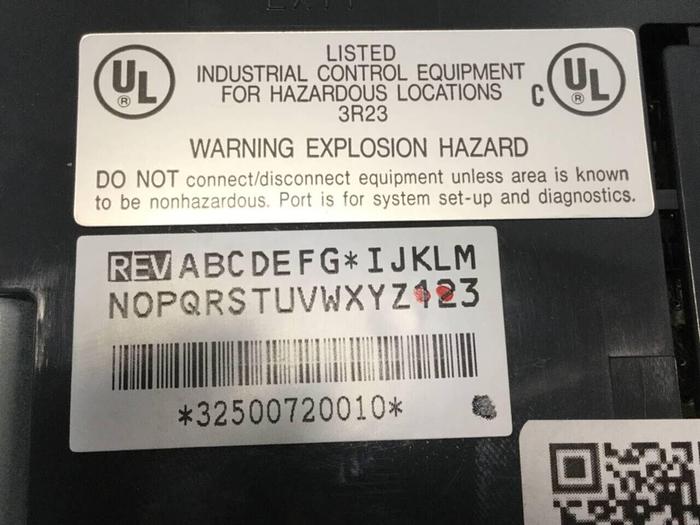 UL
®
LISTED
INDUSTRIAL CONTROL EQUIPMENT
FOR HAZARDOUS LOCATIONS
3R23
C UL
®
WARNING EXPLOSION HAZARD
DO NOT connect/disconnect equipment unless area is known
to be nonhazardous. Port is for system set-up and diagnostics.
REV ABCDEFG*IJKLM
NOPQRSTUVWXYZ123
*32500720010*